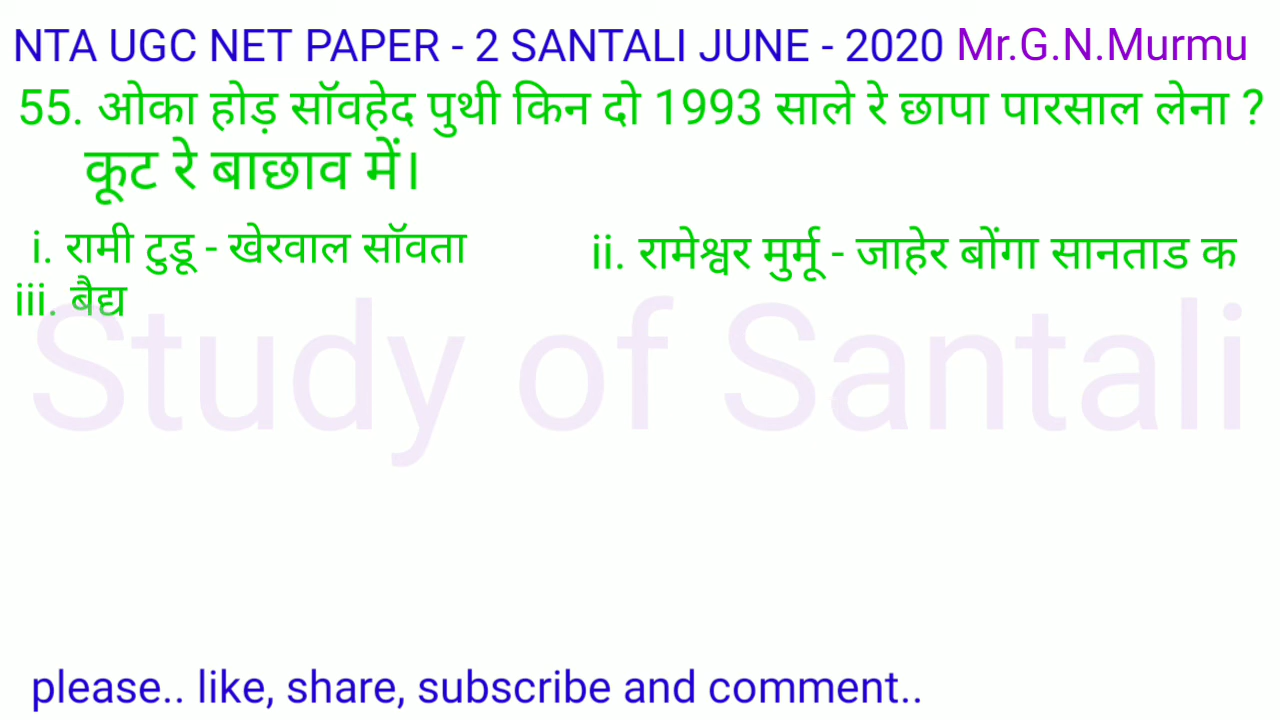 NTA UGC NET PAPER - 2 SANTALI JUNE - 2020 Mr.G.N.Murmu
55. ओका होड़ सॉवहेद पुथी किन दो 1993 साले रे छापा पारसाल लेना ?
कूट रे बाछाव में।
i. रामी टुडू - खेरवाल सॉवता
ii. रामेश्वर मुर्मू - जाहेर बोंगा सानताड क
iii. बैद्य
Study of Santali
please.. like, share, subscribe and comment..